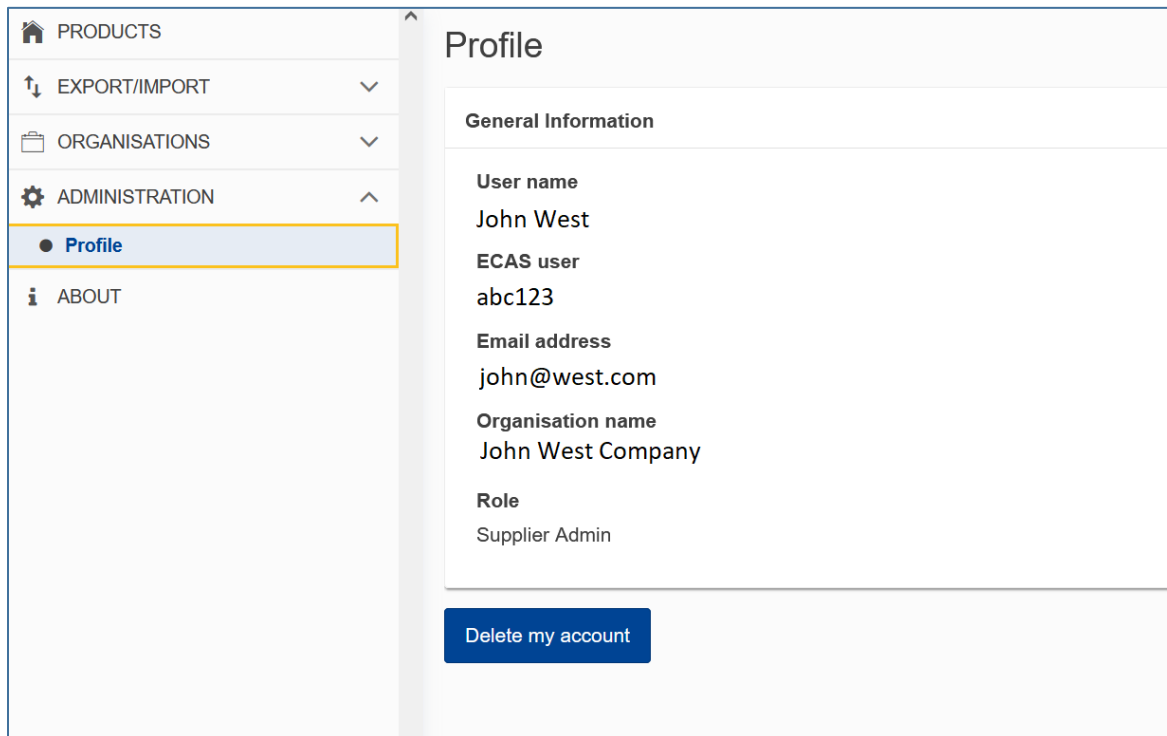 PRODUCTS
EXPORT/IMPORT
ORGANISATIONS
ADMINISTRATION
Profile
ABOUT
Profile
General Information
User name
John West
ECAS user
abc123
Email address
john@west.com
Organisation name
John West Company
Role
Supplier Admin
Delete my account